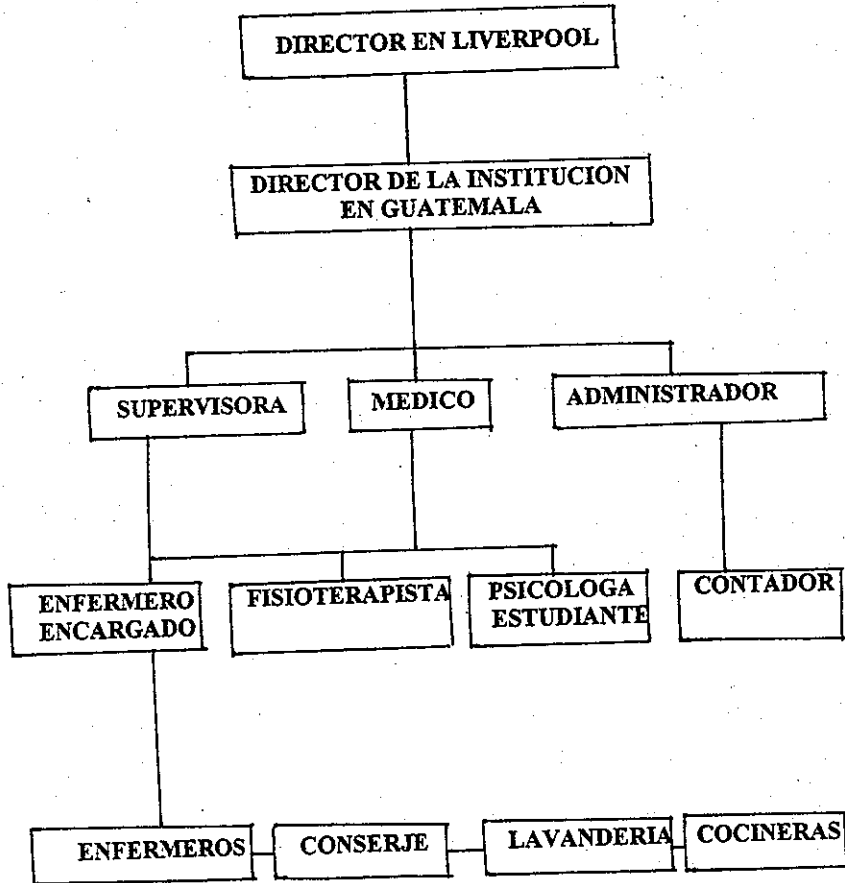 DIRECTOR EN LIVERPOOL
DIRECTOR DE LA INSTITUCION
EN GUATEMALA
SUPERVISORA
MEDICO
ADMINISTRADOR
ENFERMERO
ENCARGADO
FISIOTERAPISTA
PSICOLOGA
ESTUDIANTE
CONTADOR
ENFERMEROS
CONSERJE
LAVANDERIA
COCINERAS